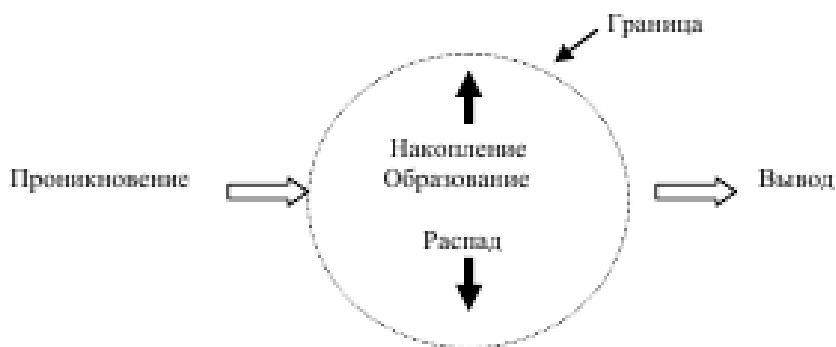 Граница
Накопление
Проникновение
Образование
Вывод
Распад